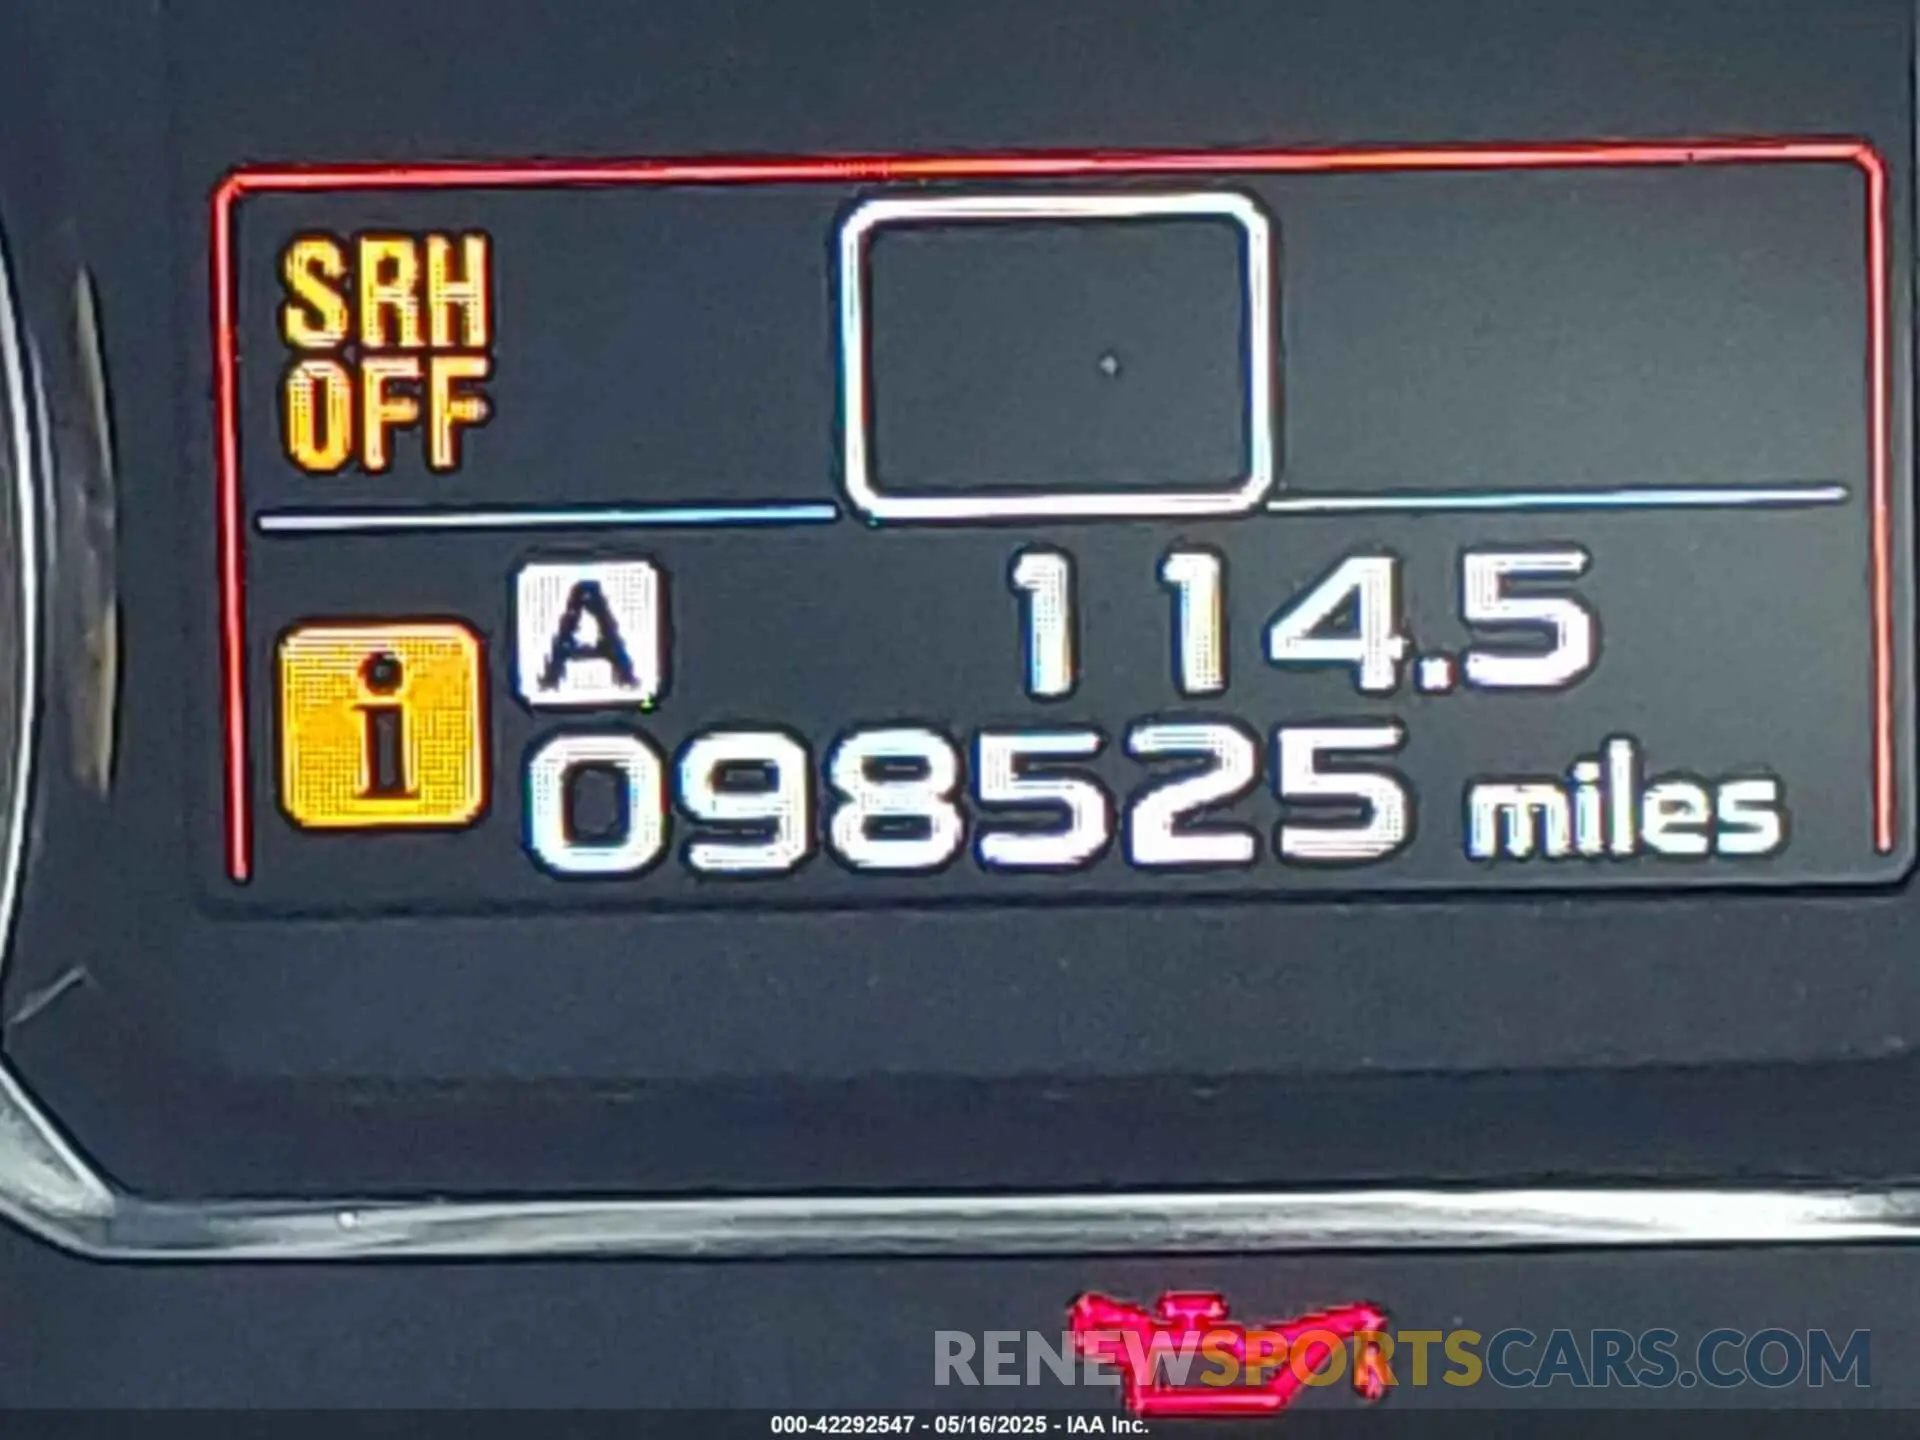 SRH
OFF
A 114.5
i 098525 miles
RENEWSPORTSCARS.COM
000-42292547 - 05/16/2025 - IAA Inc.